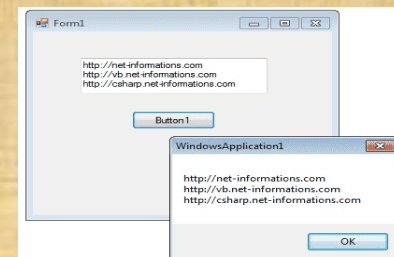 Form1
http://net-informations.com
http://vb.net-informations.com
http://csharp.net-informations.com
Button1
WindowsApplication1
http://net-informations.com
http://vb.net-informations.com
http://csharp.net-informations.com
OK